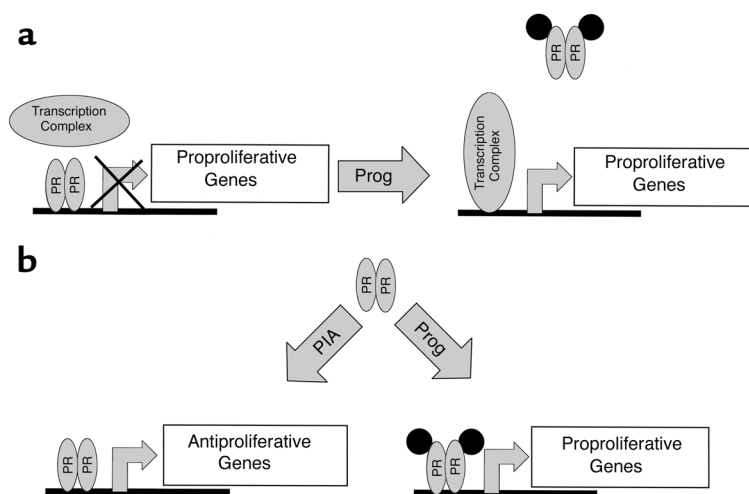 a
Transcription
Complex
PR
PR
Proproliferative
Genes
Prog
PR
PR
Transcription
Complex
Proproliferative
Genes
b
PR
PR
PIA
Prog
PR
PR
Antiproliferative
Genes
PR
PR
Proproliferative
Genes